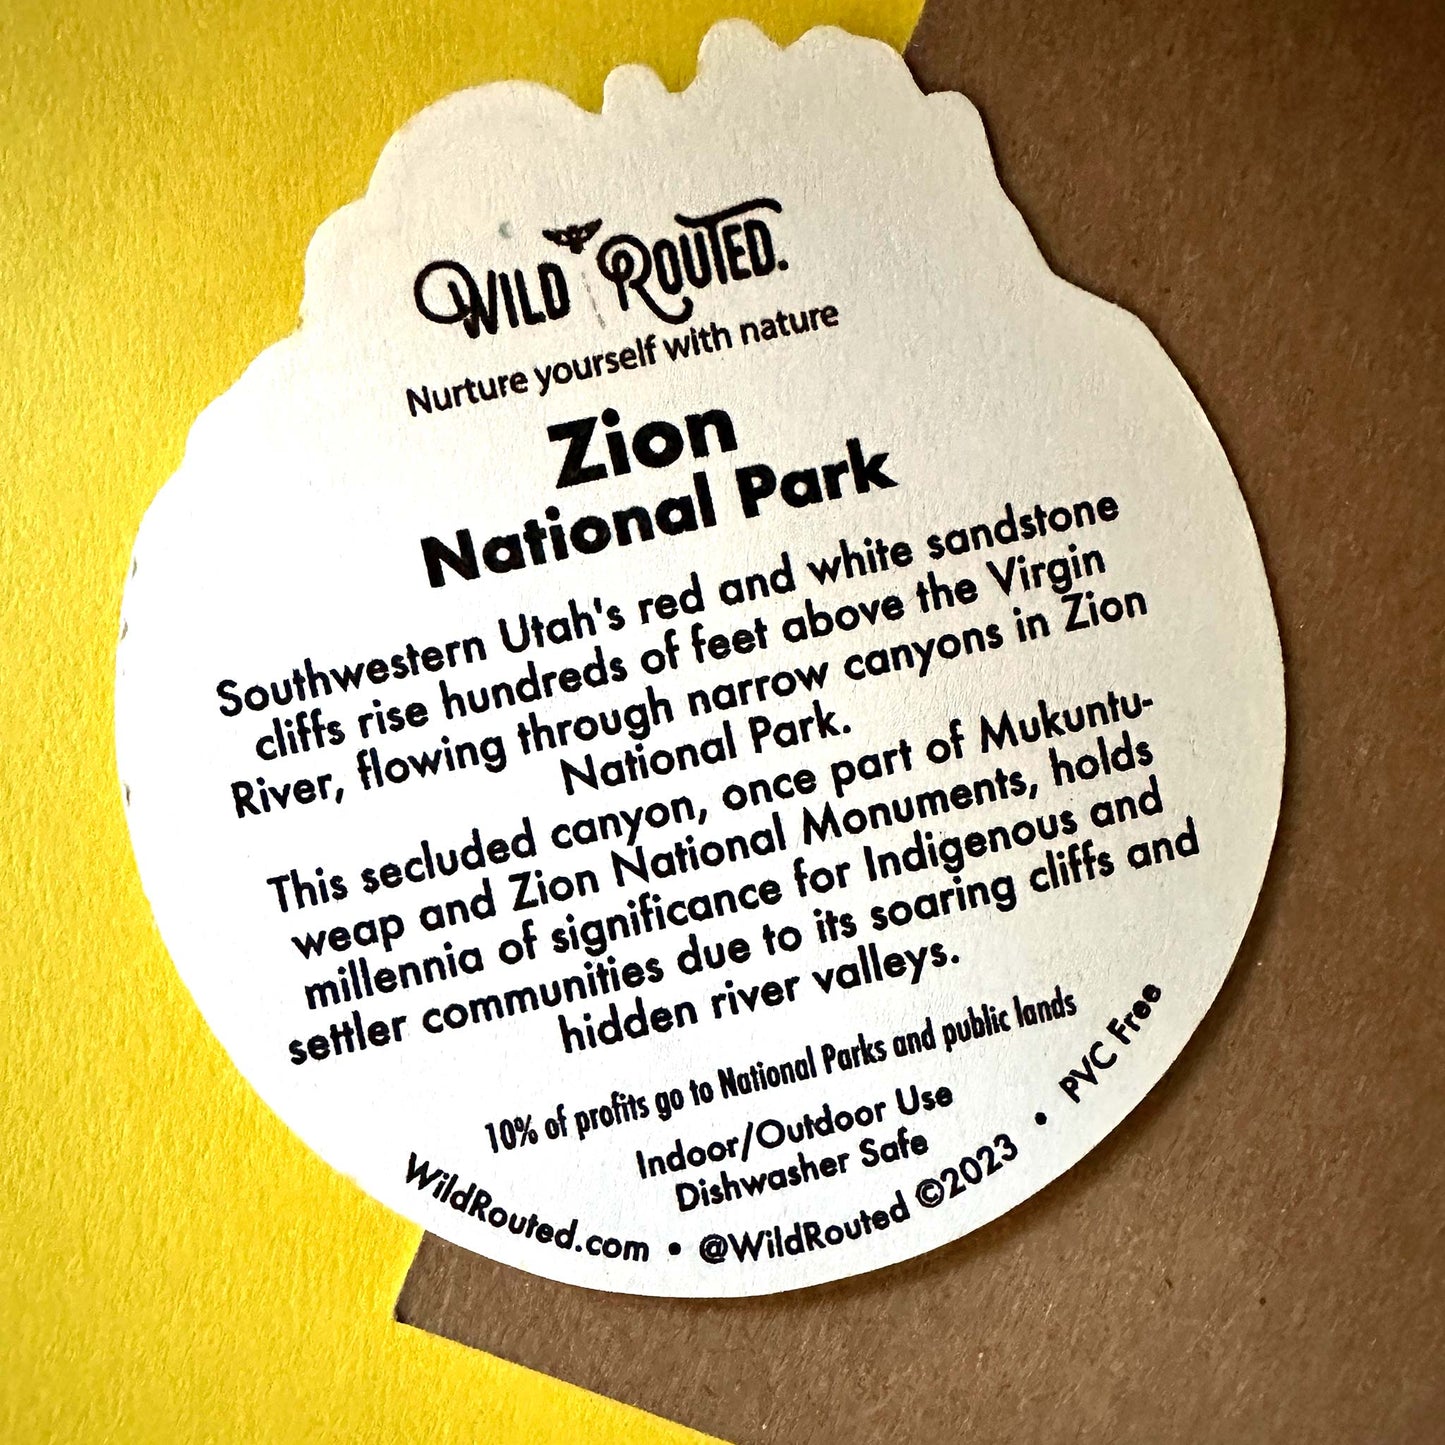 WILD ROUTED.
Nurture yourself with nature
Zion
National Park
Southwestern Utah's red and white sandstone
cliffs rise hundreds of feet above the Virgin
River, flowing through narrow canyons in Zion
National Park.
This secluded canyon, once part of Mukuntu-
weap and Zion National Monuments, holds
millennia of significance for Indigenous and
settler communities due to its soaring cliffs and
hidden river valleys.
10% of profits go to National Parks and public lands
Indoor/Outdoor Use
Dishwasher Safe
WildRouted.com • @WildRouted ©2023 • PVC Free